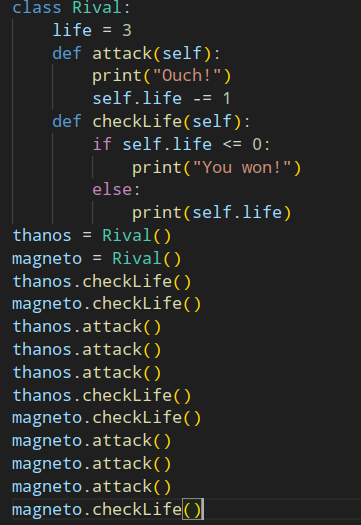 class Rival:
    life = 3
    def attack(self):
        print("Ouch!")
        self.life -= 1
    def checkLife(self):
        if self.life <= 0:
            print("You won!")
        else:
            print(self.life)
thanos = Rival()
magneto = Rival()
thanos.checkLife()
magneto.checkLife()
thanos.attack()
thanos.attack()
thanos.attack()
thanos.checkLife()
magneto.checkLife()
magneto.attack()
magneto.attack()
magneto.attack()
magneto.checkLife()